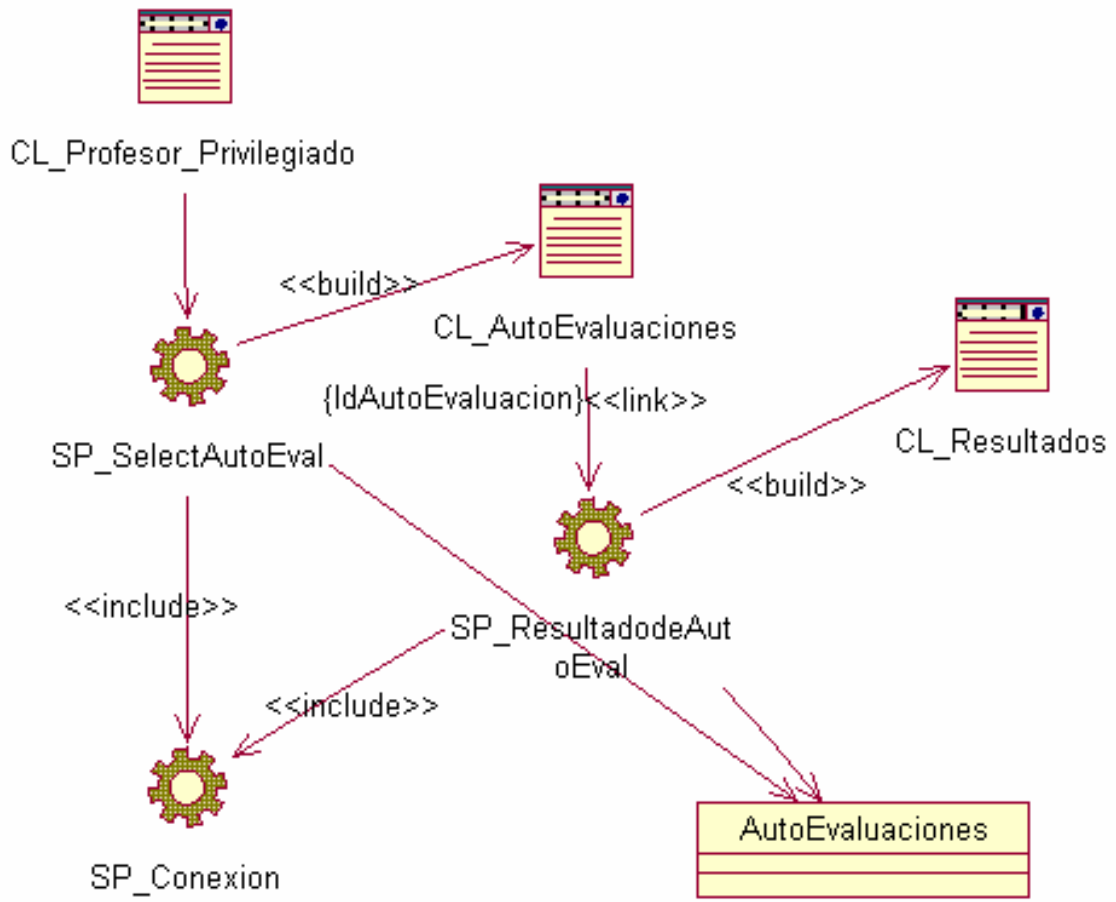 CL_Profesor_Privilegiado
<<build>>
CL_AutoEvaluaciones
{IdAutoEvaluacion}<<link>>
CL_Resultados
SP_SelectAutoEval
<<build>>
<<include>>
SP_ResultadodeAut
oEval
<<include>>
AutoEvaluaciones
SP_Conexion